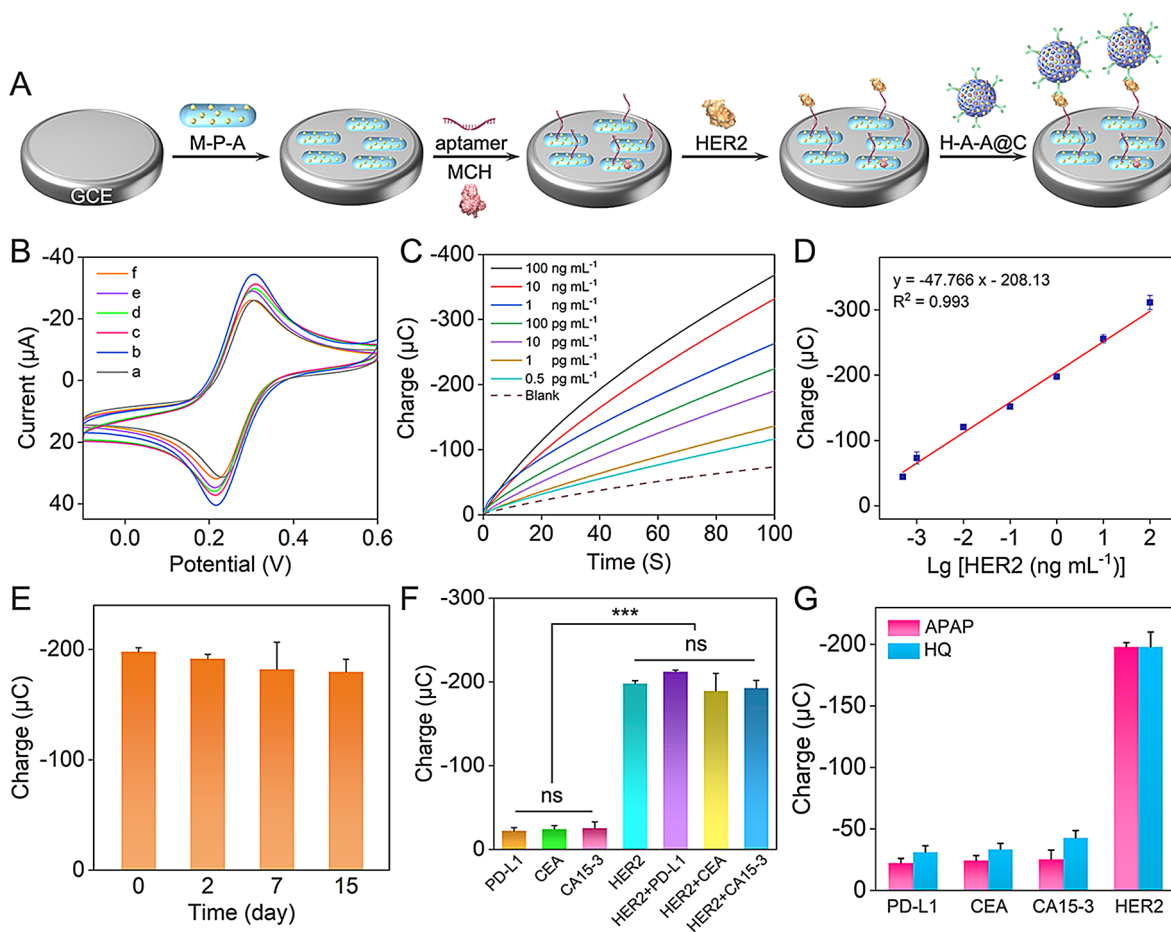 A
GCE
M-P-A
aptamer
MCH
HER2
H-A-A@C
B
-40
-20
0
20
40
Current (µA)
f
e
d
c
b
a
0.0
0.2
0.4
0.6
Potential (V)
C
-400
-300
-200
-100
0
Charge (µC)
100 ng mL⁻¹
10 ng mL⁻¹
1 ng mL⁻¹
100 pg mL⁻¹
10 pg mL⁻¹
1 pg mL⁻¹
0.5 pg mL⁻¹
Blank
0
20
40
60
80
100
Time (S)
D
y = -47.766 x - 208.13
R² = 0.993
-300
-200
-100
0
Charge (µC)
-3
-2
-1
0
1
2
Lg [HER2 (ng mL⁻¹)]
E
-200
-100
0
Charge (µC)
0
2
7
15
Time (day)
F
-300
-200
-100
0
Charge (µC)
***
ns
ns
PD-L1
CEA
CA15-3
HER2
HER2+PD-L1
HER2+CEA
HER2+CA15-3
G
APAP
HQ
-200
-150
-100
-50
0
Charge (µC)
PD-L1
CEA
CA15-3
HER2